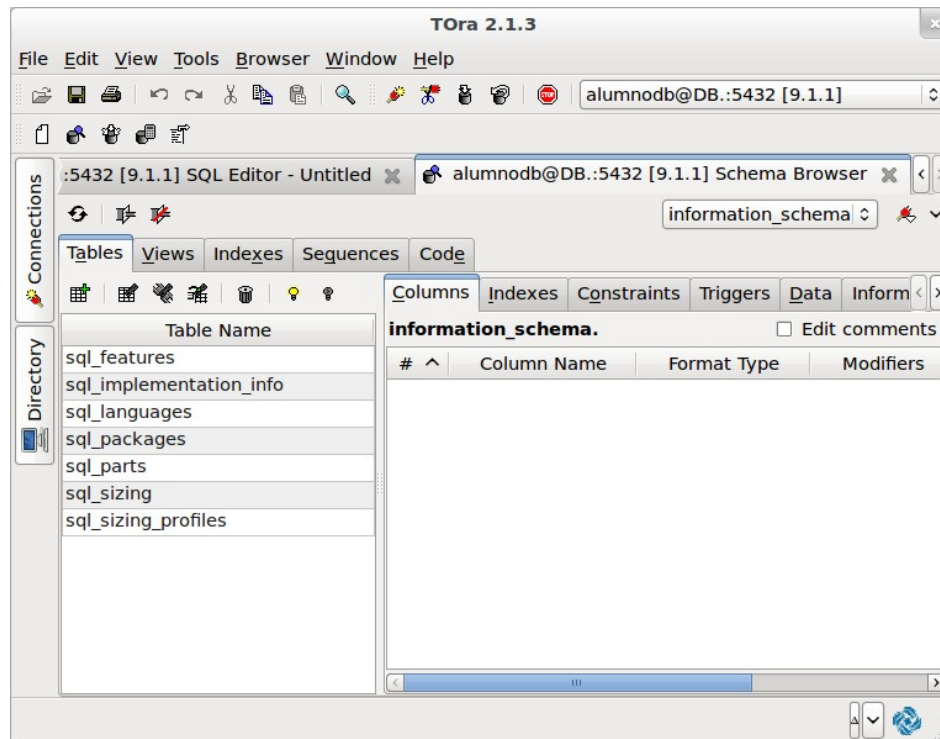 TOra 2.1.3
File Edit View Tools Browser Window Help
alumnodb@DB.:5432 [9.1.1]
:5432 [9.1.1] SQL Editor - Untitled alumnodb@DB.:5432 [9.1.1] Schema Browser
Connections
information_schema
Tables Views Indexes Sequences Code
Columns Indexes Constraints Triggers Data Inform
Table Name
information_schema. Edit comments
# Column Name Format Type Modifiers
sql_features
sql_implementation_info
sql_languages
sql_packages
sql_parts
sql_sizing
sql_sizing_profiles
Directory